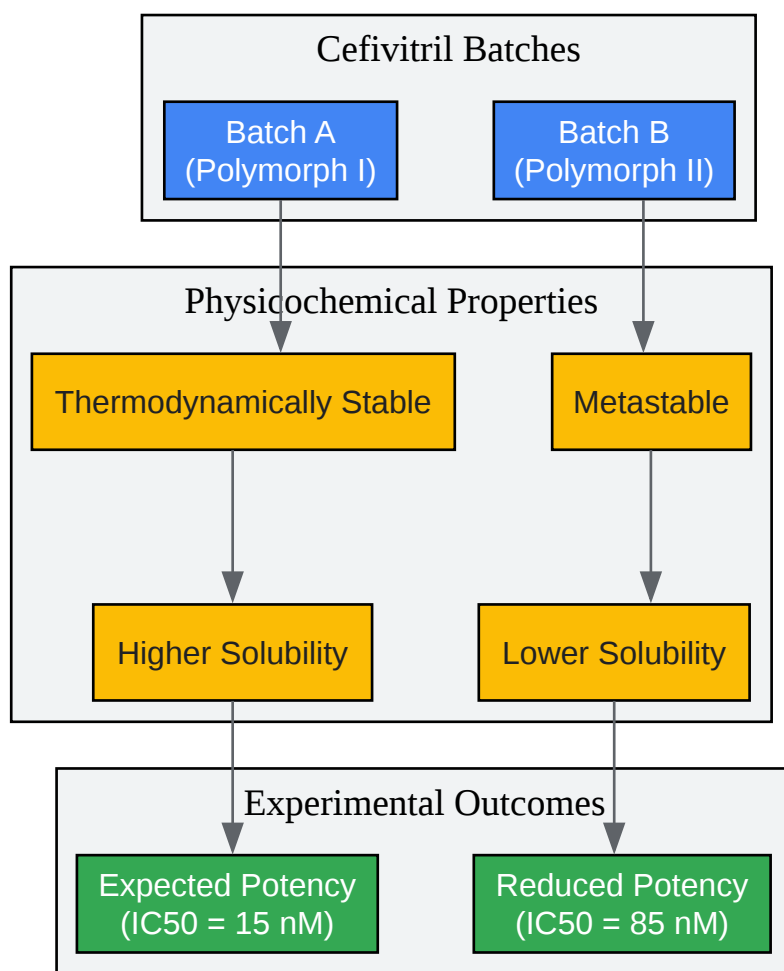 Cefivitril Batches
Batch A
(Polymorph I)
Batch B
(Polymorph II)
Physicochemical Properties
Thermodynamically Stable
Metastable
Higher Solubility
Lower Solubility
Experimental Outcomes
Expected Potency
(IC50 = 15 nM)
Reduced Potency
(IC50 = 85 nM)